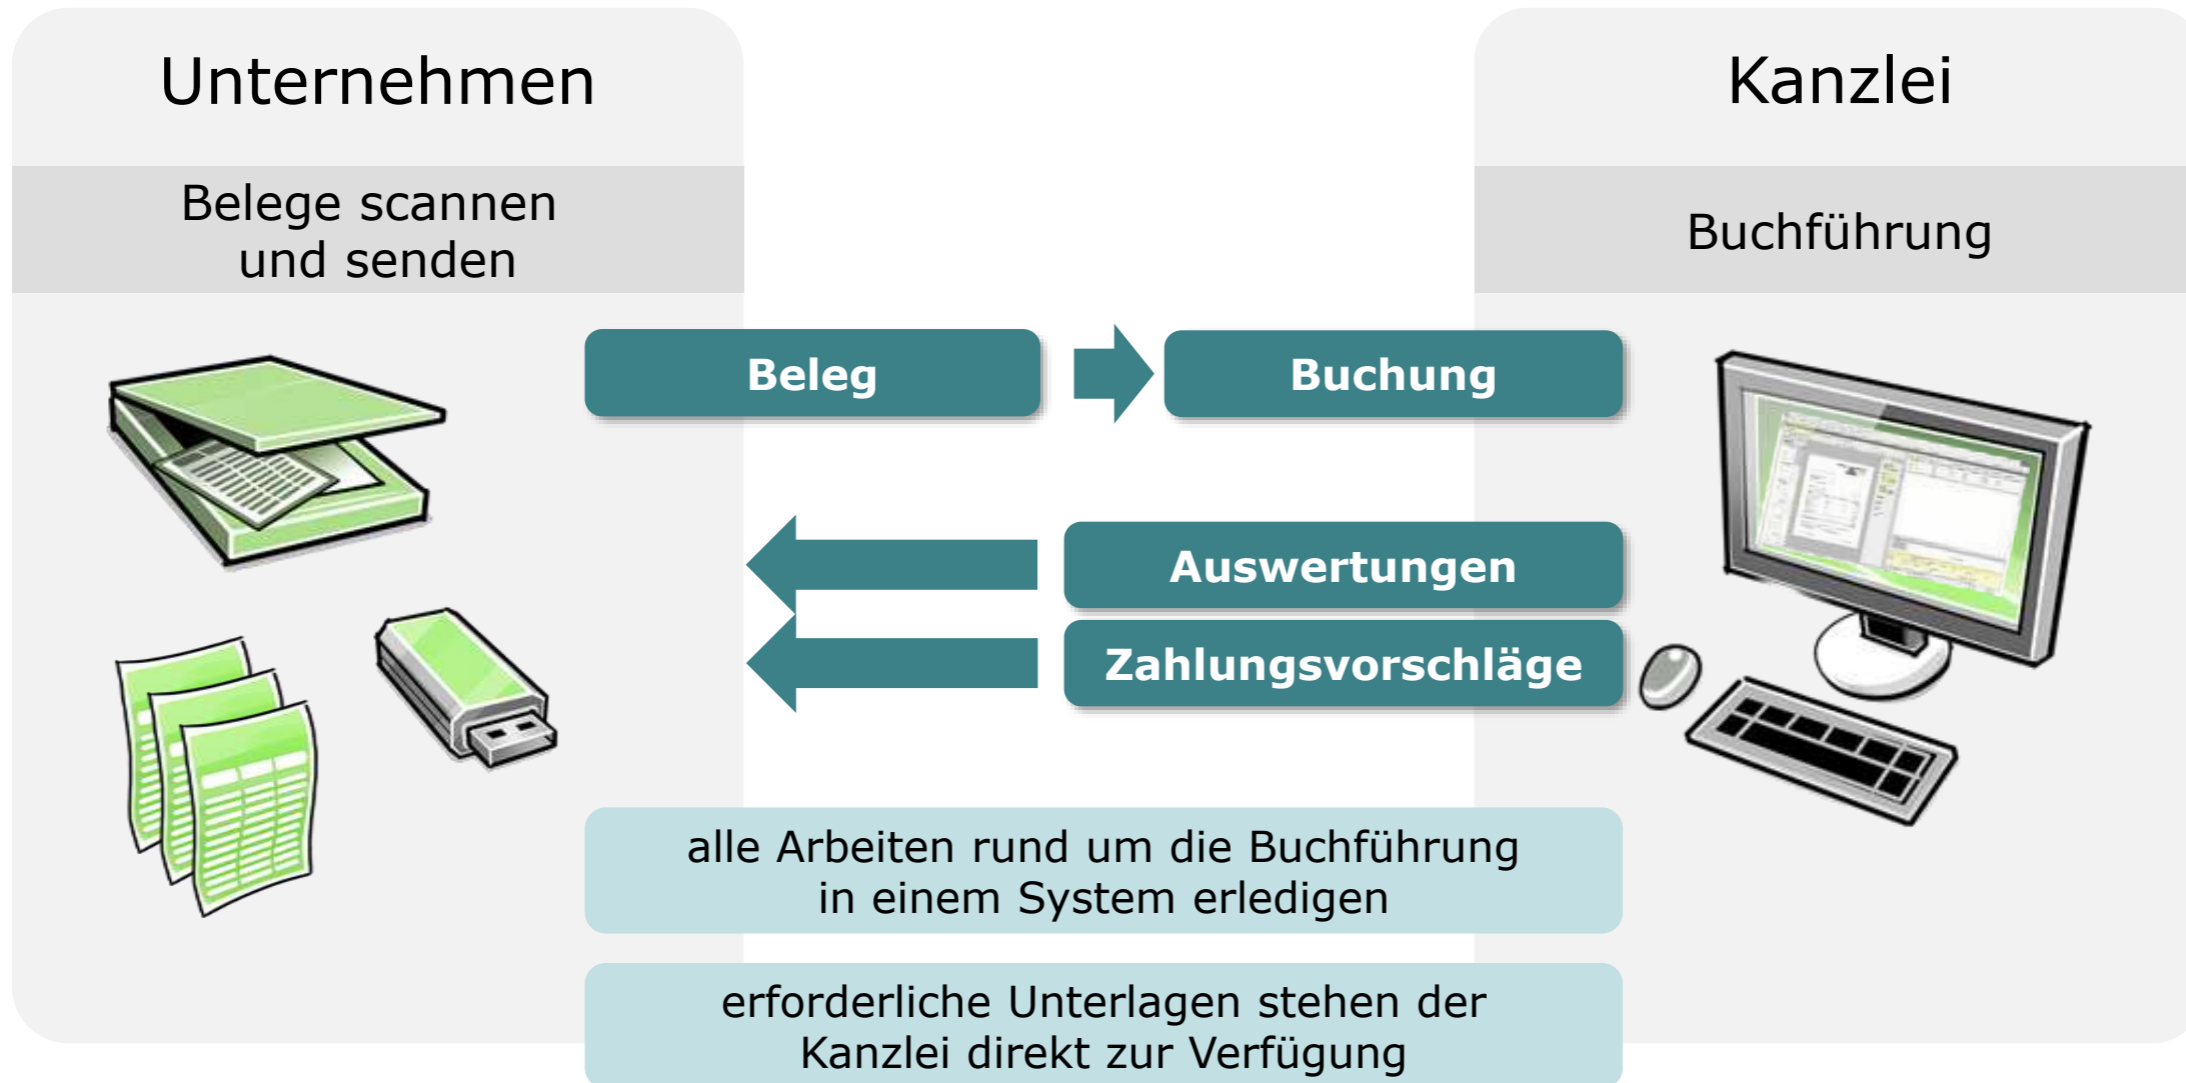 Unternehmen
Kanzlei
Belege scannen
und senden
Buchführung
Beleg
Buchung
Auswertungen
Zahlungsvorschläge
alle Arbeiten rund um die Buchführung
in einem System erledigen
erforderliche Unterlagen stehen der
Kanzlei direkt zur Verfügung